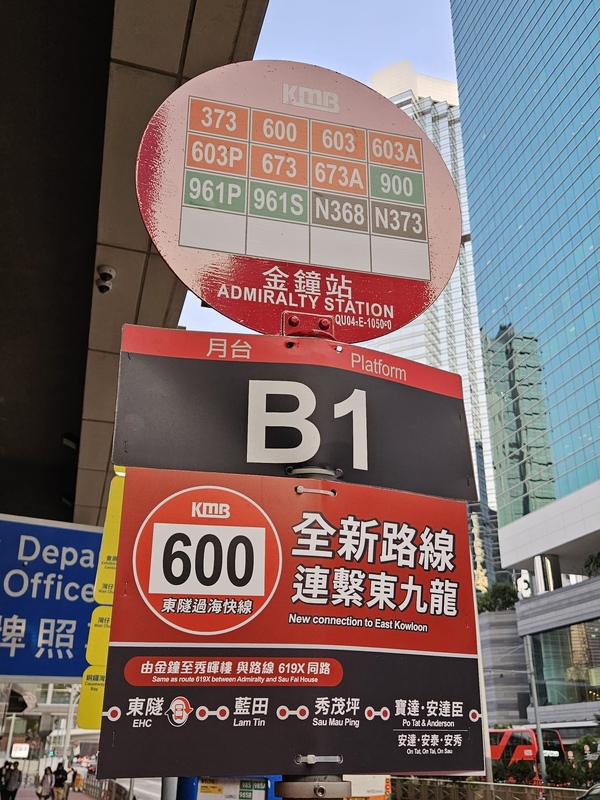 KMB
373 600 603 603A
603P 673 673A 900
961P 961S N368 N373
金鐘站
ADMIRALTY STATION
QU04-E-1050-0
月台 Platform
B1
KMB
600
東隧過海快線
全新路線
連繫東九龍
New connection to East Kowloon
由金鐘至秀暉樓 與路線 619X 同路
Same as route 619X between Admiralty and Sau Fai House
東隧 藍田 秀茂坪 寶達·安達臣
EHC Lam Tin Sau Mau Ping Po Tat & Anderson
安達·安泰·安秀
On Tat, On Tai, On Sau
Depa
Office
牌照